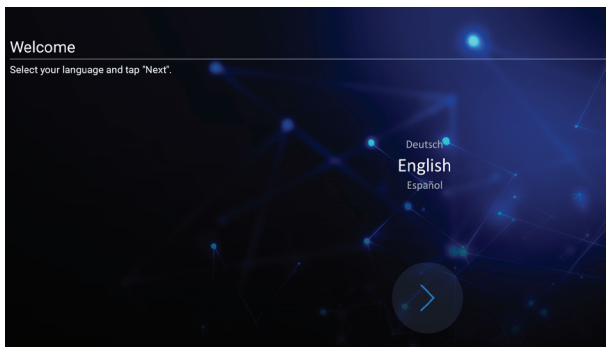 Welcome
Select your language and tap "Next".
Deutsch
English
Español